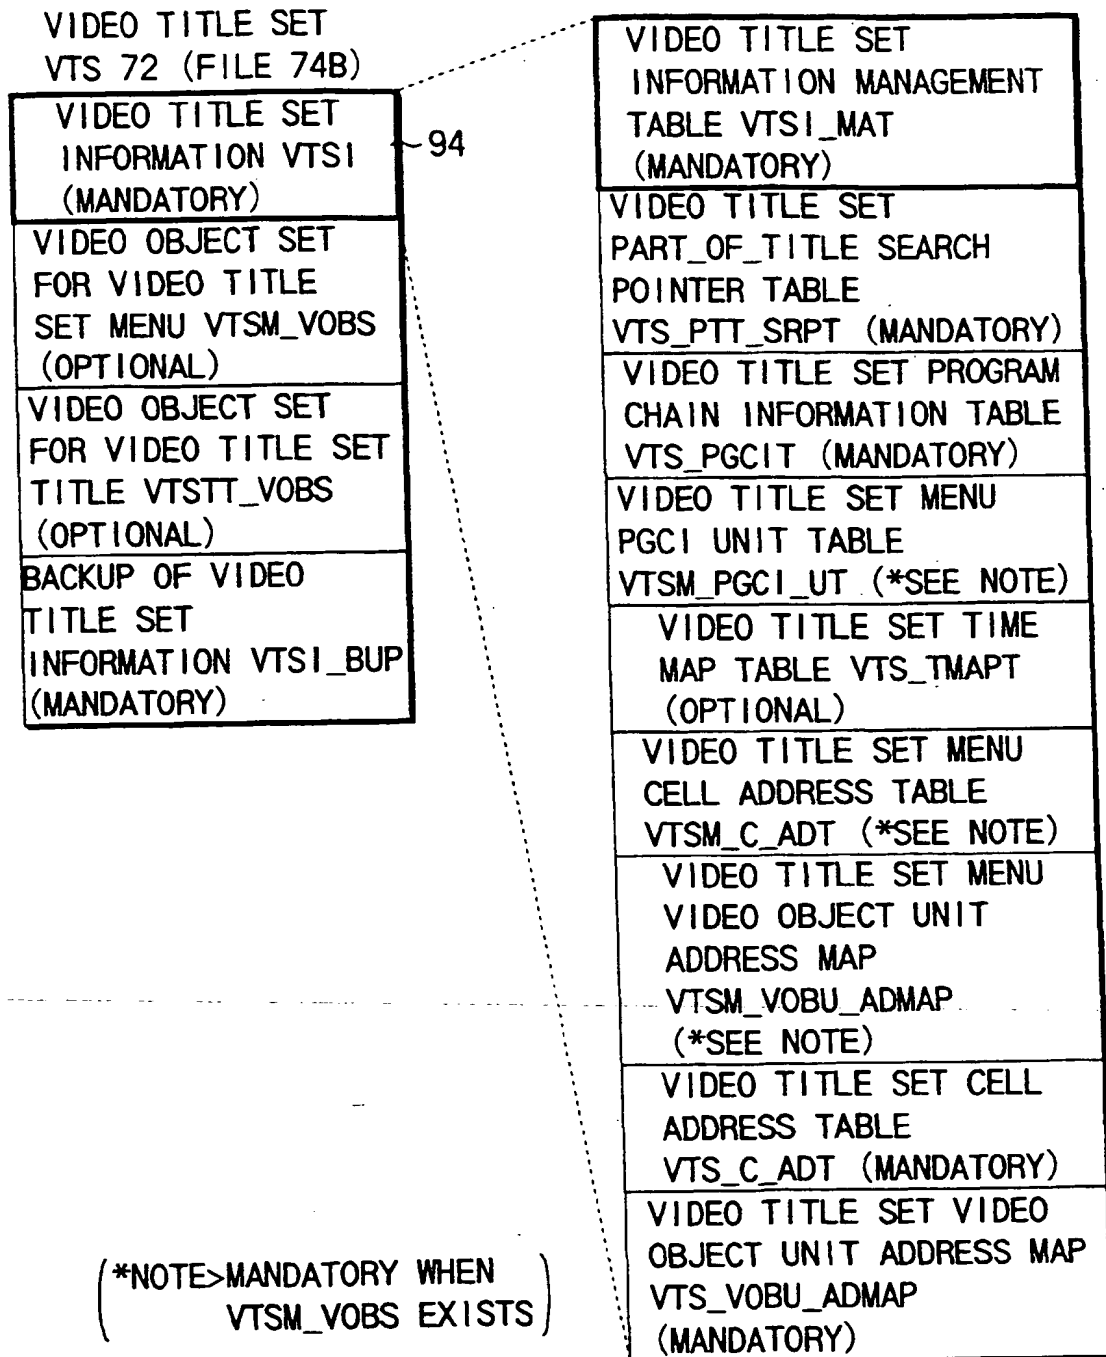 VIDEO TITLE SET
VTS 72 (FILE 74B)
VIDEO TITLE SET
INFORMATION VTSI
(MANDATORY)
94
VIDEO OBJECT SET
FOR VIDEO TITLE
SET MENU VTSM_VOBS
(OPTIONAL)
VIDEO OBJECT SET
FOR VIDEO TITLE SET
TITLE VTSTT_VOBS
(OPTIONAL)
BACKUP OF VIDEO
TITLE SET
INFORMATION VTSI_BUP
(MANDATORY)
VIDEO TITLE SET
INFORMATION MANAGEMENT
TABLE VTSI_MAT
(MANDATORY)
VIDEO TITLE SET
PART_OF_TITLE SEARCH
POINTER TABLE
VTS_PTT_SRPT (MANDATORY)
VIDEO TITLE SET PROGRAM
CHAIN INFORMATION TABLE
VTS_PGCIT (MANDATORY)
VIDEO TITLE SET MENU
PGCI UNIT TABLE
VTSM_PGCI_UT (*SEE NOTE)
VIDEO TITLE SET TIME
MAP TABLE VTS_TMAPT
(OPTIONAL)
VIDEO TITLE SET MENU
CELL ADDRESS TABLE
VTSM_C_ADT (*SEE NOTE)
VIDEO TITLE SET MENU
VIDEO OBJECT UNIT
ADDRESS MAP
VTSM_VOBU_ADMAP
(*SEE NOTE)
VIDEO TITLE SET CELL
ADDRESS TABLE
VTS_C_ADT (MANDATORY)
VIDEO TITLE SET VIDEO
OBJECT UNIT ADDRESS MAP
VTS_VOBU_ADMAP
(MANDATORY)
(*NOTE>MANDATORY WHEN
VTSM_VOBS EXISTS)